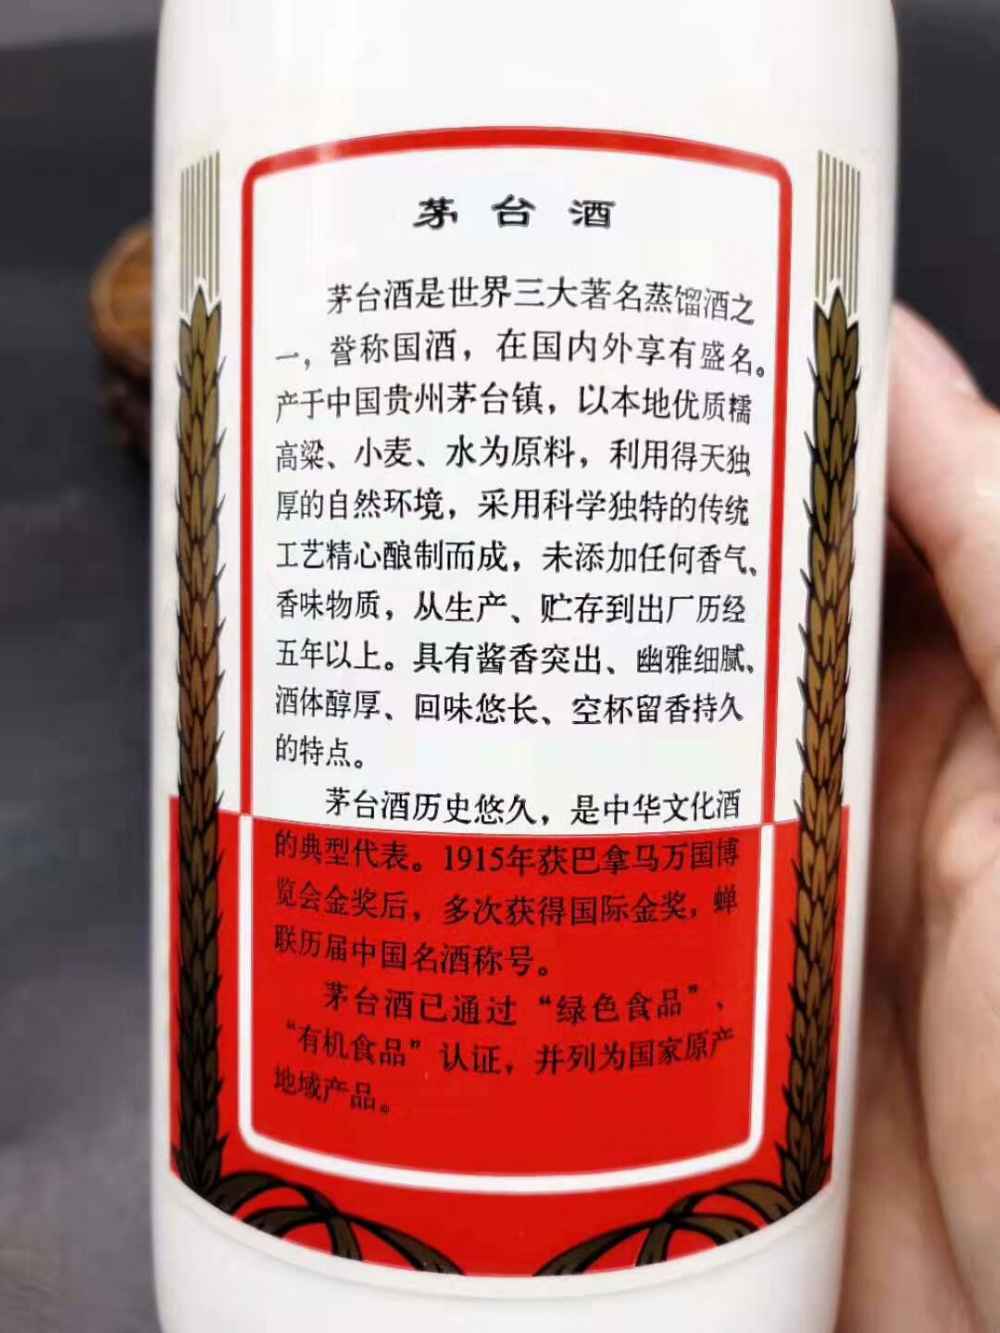 茅台酒
茅台酒是世界三大著名蒸馏酒之
一，誉称国酒，在国内外享有盛名。
产于中国贵州茅台镇，以本地优质糯
高粱、小麦、水为原料，利用得天独
厚的自然环境，采用科学独特的传统
工艺精心酿制而成，未添加任何香气、
香味物质，从生产、贮存到出厂历经
五年以上。具有酱香突出、幽雅细腻、
酒体醇厚、回味悠长、空杯留香持久
的特点。
茅台酒历史悠久，是中华文化酒
的典型代表。1915年获巴拿马万国博
览会金奖后，多次获得国际金奖，蝉
联历届中国名酒称号。
茅台酒已通过“绿色食品”、
“有机食品”认证，并列为国家原产
地域产品。